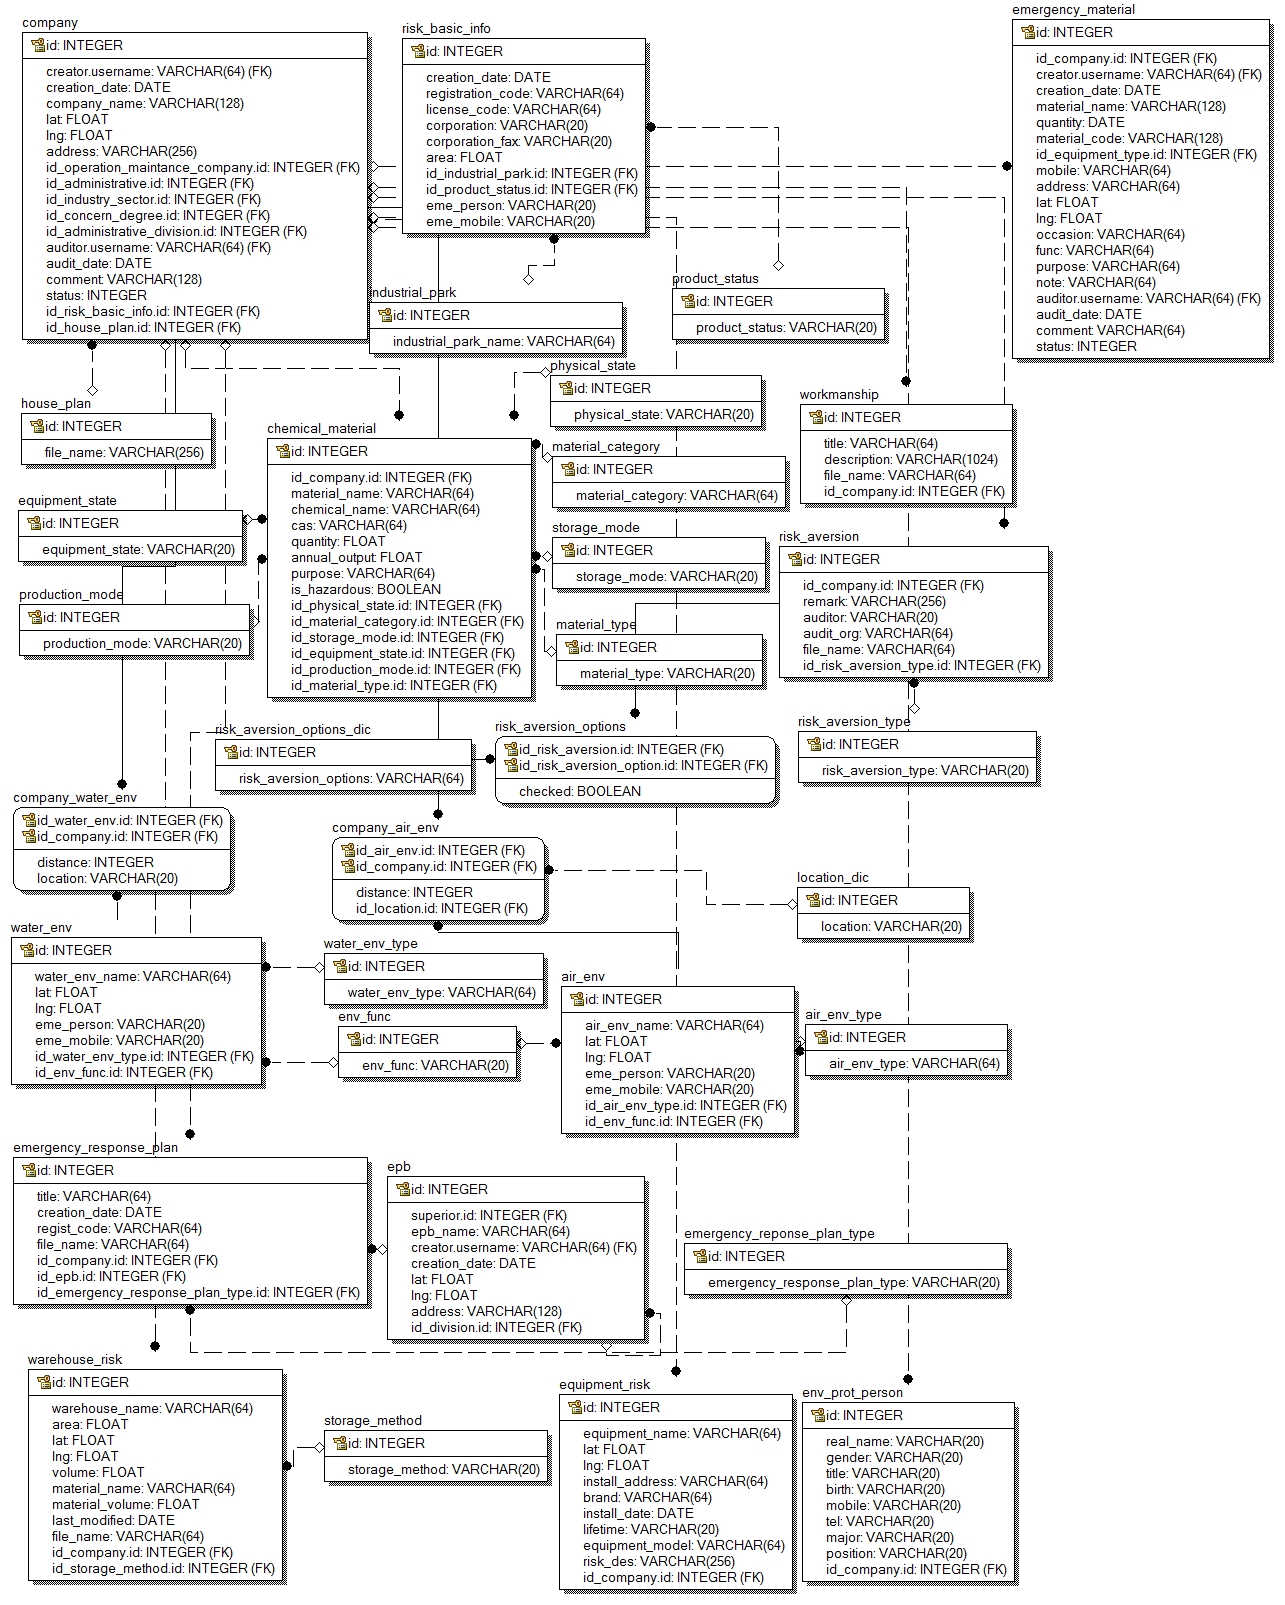 company
id: INTEGER
creator.username: VARCHAR(64) (FK)
creation_date: DATE
company_name: VARCHAR(128)
lat: FLOAT
lng: FLOAT
address: VARCHAR(256)
id_operation_maintance_company.id: INTEGER (FK)
id_administrative.id: INTEGER (FK)
id_industry_sector.id: INTEGER (FK)
id_concern_degree.id: INTEGER (FK)
id_administrative_division.id: INTEGER (FK)
auditor.username: VARCHAR(64) (FK)
audit_date: DATE
comment: VARCHAR(128)
status: INTEGER
id_risk_basic_info.id: INTEGER (FK)
id_house_plan.id: INTEGER (FK)
risk_basic_info
id: INTEGER
creation_date: DATE
registration_code: VARCHAR(64)
license_code: VARCHAR(64)
corporation: VARCHAR(20)
corporation_fax: VARCHAR(20)
area: FLOAT
id_industrial_park.id: INTEGER (FK)
id_product_status.id: INTEGER (FK)
eme_person: VARCHAR(20)
eme_mobile: VARCHAR(20)
emergency_material
id: INTEGER
id_company.id: INTEGER (FK)
creator.username: VARCHAR(64) (FK)
creation_date: DATE
material_name: VARCHAR(128)
quantity: DATE
material_code: VARCHAR(128)
id_equipment_type.id: INTEGER (FK)
mobile: VARCHAR(64)
address: VARCHAR(64)
lat: FLOAT
lng: FLOAT
occasion: VARCHAR(64)
func: VARCHAR(64)
purpose: VARCHAR(64)
note: VARCHAR(64)
auditor.username: VARCHAR(64) (FK)
audit_date: DATE
comment: VARCHAR(64)
status: INTEGER
industrial_park
id: INTEGER
industrial_park_name: VARCHAR(64)
product_status
id: INTEGER
product_status: VARCHAR(20)
physical_state
id: INTEGER
physical_state: VARCHAR(20)
house_plan
id: INTEGER
file_name: VARCHAR(256)
workmanship
id: INTEGER
title: VARCHAR(64)
description: VARCHAR(1024)
file_name: VARCHAR(64)
id_company.id: INTEGER (FK)
chemical_material
id: INTEGER
id_company.id: INTEGER (FK)
material_name: VARCHAR(64)
chemical_name: VARCHAR(64)
cas: VARCHAR(64)
quantity: FLOAT
annual_output: FLOAT
purpose: VARCHAR(64)
is_hazardous: BOOLEAN
id_physical_state.id: INTEGER (FK)
id_material_category.id: INTEGER (FK)
id_storage_mode.id: INTEGER (FK)
id_equipment_state.id: INTEGER (FK)
id_production_mode.id: INTEGER (FK)
id_material_type.id: INTEGER (FK)
material_category
id: INTEGER
material_category: VARCHAR(64)
equipment_state
id: INTEGER
equipment_state: VARCHAR(20)
storage_mode
id: INTEGER
storage_mode: VARCHAR(20)
risk_aversion
id: INTEGER
id_company.id: INTEGER (FK)
remark: VARCHAR(256)
auditor: VARCHAR(20)
audit_org: VARCHAR(64)
file_name: VARCHAR(64)
id_risk_aversion_type.id: INTEGER (FK)
production_mode
id: INTEGER
production_mode: VARCHAR(20)
material_type
id: INTEGER
material_type: VARCHAR(20)
risk_aversion_options_dic
id: INTEGER
risk_aversion_options: VARCHAR(64)
risk_aversion_options
id_risk_aversion.id: INTEGER (FK)
id_risk_aversion_option.id: INTEGER (FK)
checked: BOOLEAN
risk_aversion_type
id: INTEGER
risk_aversion_type: VARCHAR(20)
company_water_env
id_water_env.id: INTEGER (FK)
id_company.id: INTEGER (FK)
distance: INTEGER
location: VARCHAR(20)
company_air_env
id_air_env.id: INTEGER (FK)
id_company.id: INTEGER (FK)
distance: INTEGER
id_location.id: INTEGER (FK)
location_dic
id: INTEGER
location: VARCHAR(20)
water_env
id: INTEGER
water_env_name: VARCHAR(64)
lat: FLOAT
lng: FLOAT
eme_person: VARCHAR(20)
eme_mobile: VARCHAR(20)
id_water_env_type.id: INTEGER (FK)
id_env_func.id: INTEGER (FK)
water_env_type
id: INTEGER
water_env_type: VARCHAR(64)
env_func
id: INTEGER
env_func: VARCHAR(20)
air_env
id: INTEGER
air_env_name: VARCHAR(64)
lat: FLOAT
lng: FLOAT
eme_person: VARCHAR(20)
eme_mobile: VARCHAR(20)
id_air_env_type.id: INTEGER (FK)
id_env_func.id: INTEGER (FK)
air_env_type
id: INTEGER
air_env_type: VARCHAR(64)
emergency_response_plan
id: INTEGER
title: VARCHAR(64)
creation_date: DATE
regist_code: VARCHAR(64)
file_name: VARCHAR(64)
id_company.id: INTEGER (FK)
id_epb.id: INTEGER (FK)
id_emergency_response_plan_type.id: INTEGER (FK)
epb
id: INTEGER
superior.id: INTEGER (FK)
epb_name: VARCHAR(64)
creator.username: VARCHAR(64) (FK)
creation_date: DATE
lat: FLOAT
lng: FLOAT
address: VARCHAR(128)
id_division.id: INTEGER (FK)
emergency_reponse_plan_type
id: INTEGER
emergency_response_plan_type: VARCHAR(20)
warehouse_risk
id: INTEGER
warehouse_name: VARCHAR(64)
area: FLOAT
lat: FLOAT
lng: FLOAT
volume: FLOAT
material_name: VARCHAR(64)
material_volume: FLOAT
last_modified: DATE
file_name: VARCHAR(64)
id_company.id: INTEGER (FK)
id_storage_method.id: INTEGER (FK)
storage_method
id: INTEGER
storage_method: VARCHAR(20)
equipment_risk
id: INTEGER
equipment_name: VARCHAR(64)
lat: FLOAT
lng: FLOAT
install_address: VARCHAR(64)
brand: VARCHAR(64)
install_date: DATE
lifetime: VARCHAR(20)
equipment_model: VARCHAR(64)
risk_des: VARCHAR(256)
id_company.id: INTEGER (FK)
env_prot_person
id: INTEGER
real_name: VARCHAR(20)
gender: VARCHAR(20)
title: VARCHAR(20)
birth: VARCHAR(20)
mobile: VARCHAR(20)
tel: VARCHAR(20)
major: VARCHAR(20)
position: VARCHAR(20)
id_company.id: INTEGER (FK)